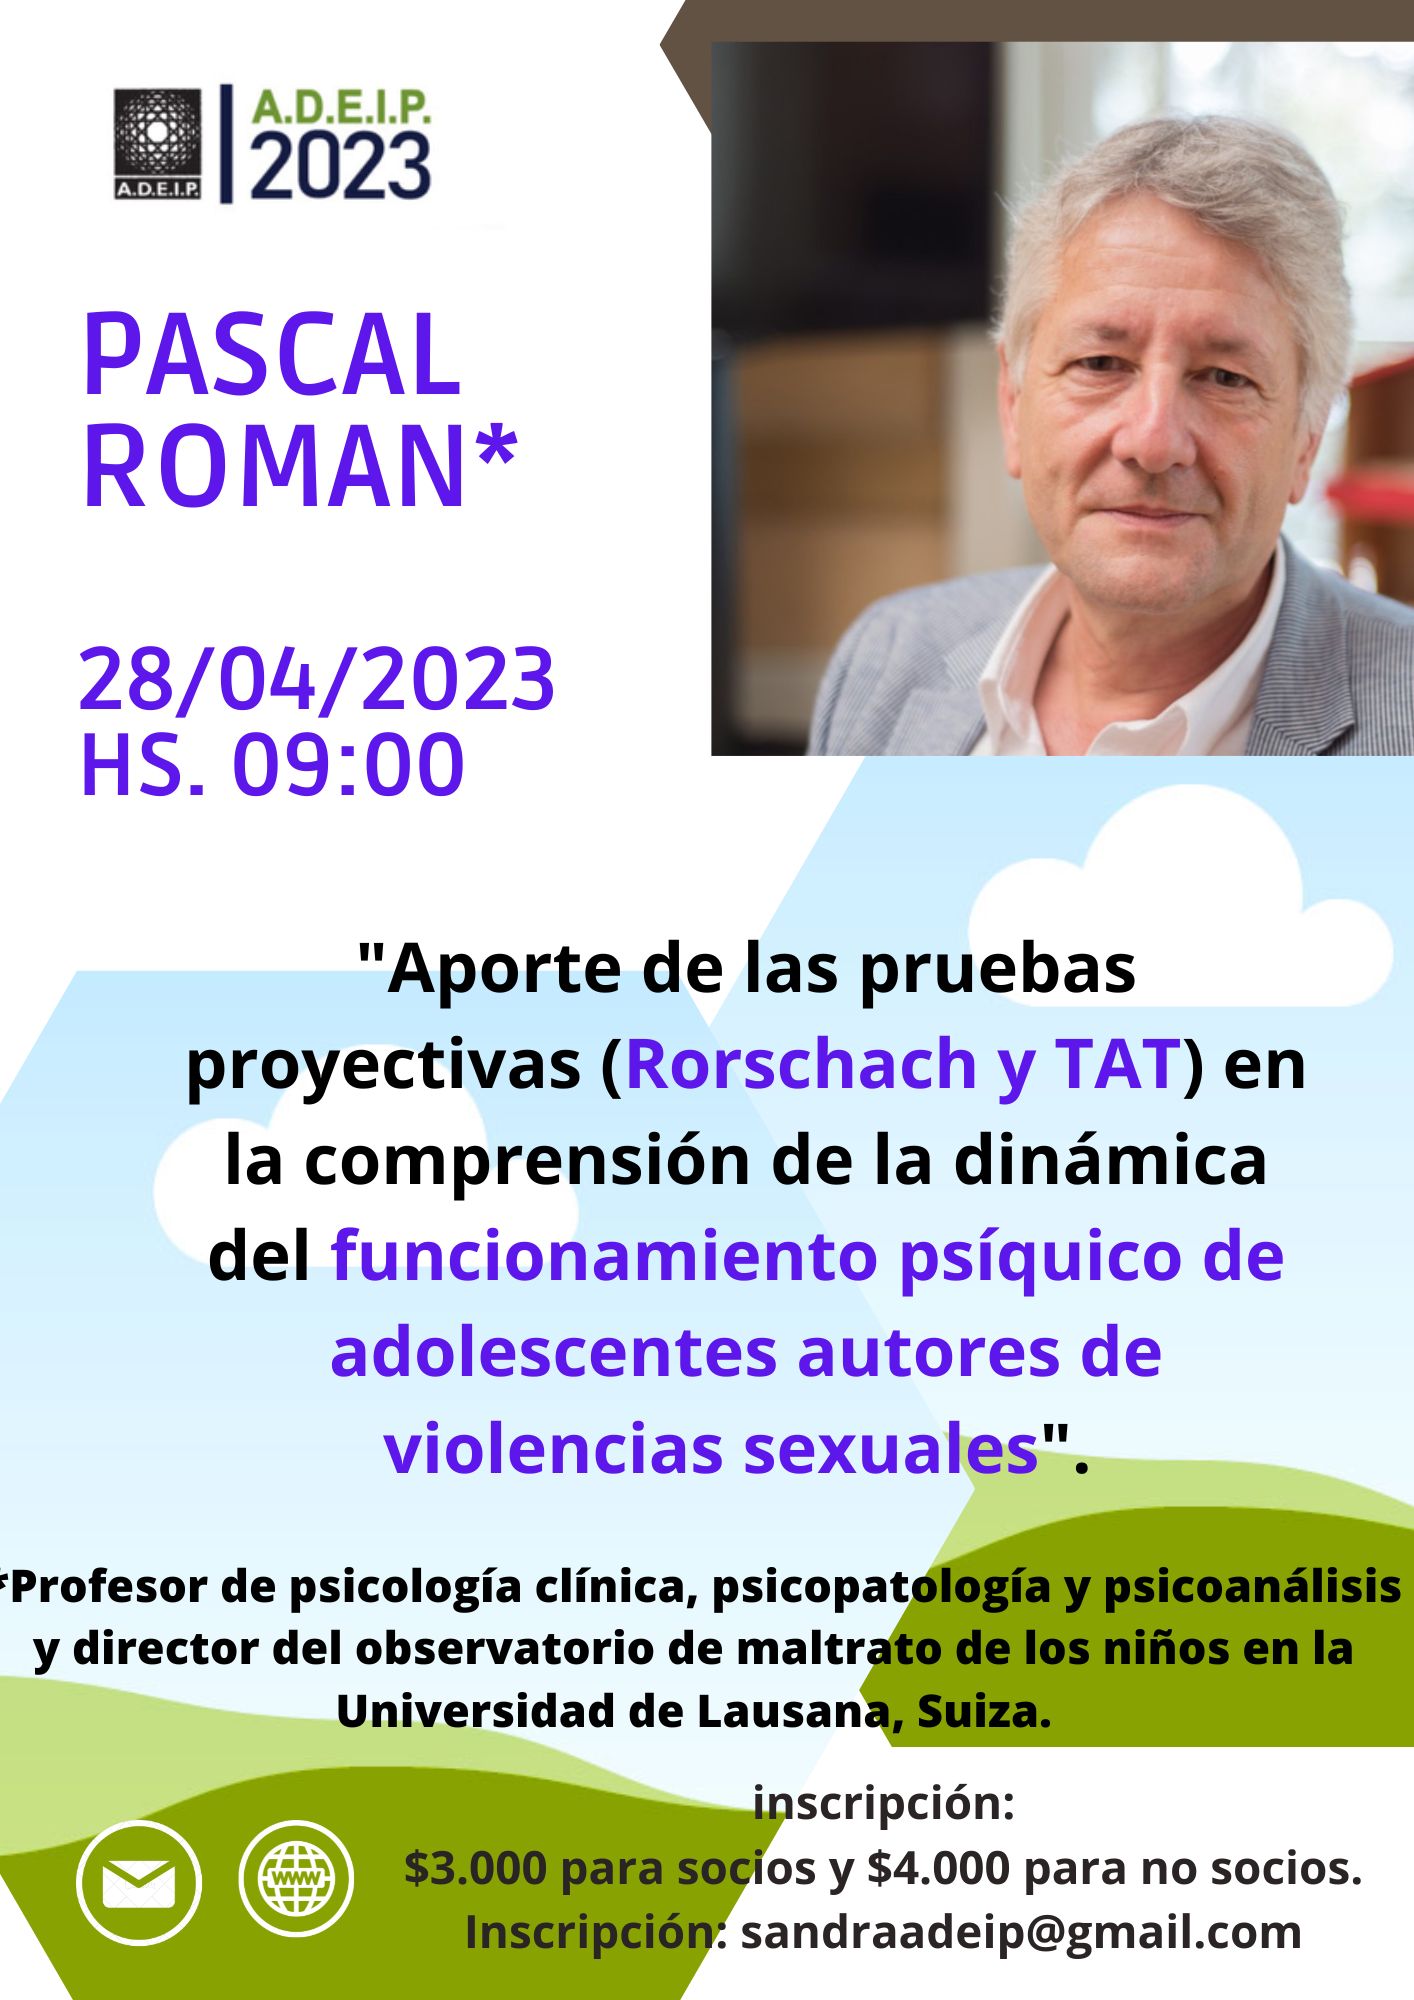 A.D.E.I.P.
A.D.E.I.P.
2023
PASCAL
ROMAN*
28/04/2023
HS. 09:00
"Aporte de las pruebas
proyectivas (Rorschach y TAT) en
la comprensión de la dinámica
del funcionamiento psíquico de
adolescentes autores de
violencias sexuales".
*Profesor de psicología clínica, psicopatología y psicoanálisis
y director del observatorio de maltrato de los niños en la
Universidad de Lausana, Suiza.
inscripción:
$3.000 para socios y $4.000 para no socios.
Inscripción: sandraadeip@gmail.com
www